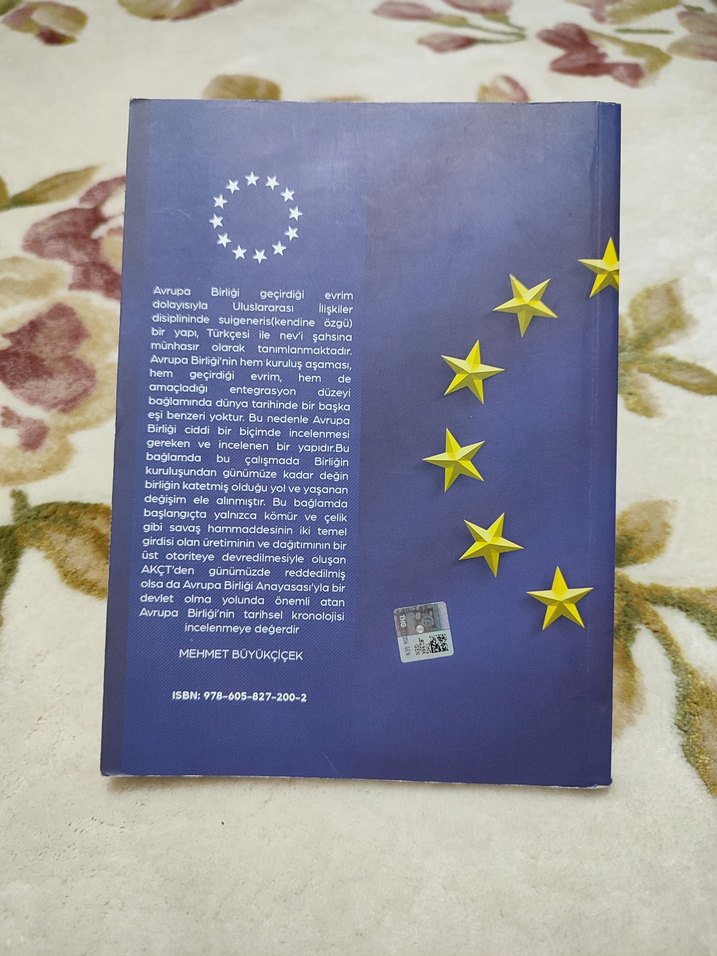 Avrupa Birliği geçirdiği evrim
dolayısıyla Uluslararası İlişkiler
disiplininde suigeneris(kendine özgü)
bir yapı, Türkçesi ile nev'i şahsına
münhasır olarak tanımlanmaktadır.
Avrupa Birliği'nin hem kuruluş aşaması,
hem geçirdiği evrim, hem de
amaçladığı entegrasyon düzeyi
bağlamında dünya tarihinde bir başka
eşi benzeri yoktur. Bu nedenle Avrupa
Birliği ciddi bir biçimde incelenmesi
gereken ve incelenen bir yapıdır.Bu
bağlamda bu çalışmada Birliğin
kuruluşundan günümüze kadar değin
birliğin katetmiş olduğu yol ve yaşanan
değişim ele alınmıştır. Bu bağlamda
başlangıçta yalnızca kömür ve çelik
gibi savaş hammaddesinin iki temel
girdisi olan üretiminin ve dağıtımının bir
üst otoriteye devredilmesiyle oluşan
AKÇT'den günümüzde reddedilmiş
olsa da Avrupa Birliği Anayasası'yla bir
devlet olma yolunda önemli atan
Avrupa Birliği'nin tarihsel kronolojisi
incelenmeye değerdir
MEHMET BÜYÜKÇİÇEK
ISBN: 978-605-827-200-2